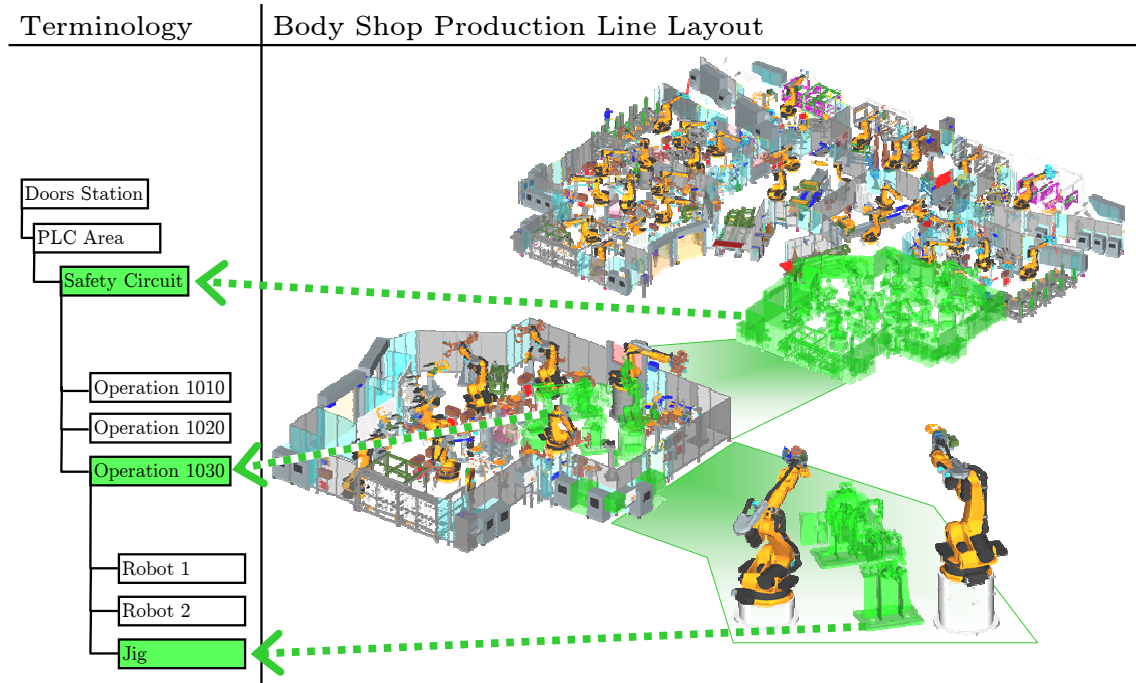 Terminology
Body Shop Production Line Layout
Doors Station
PLC Area
Safety Circuit
Operation 1010
Operation 1020
Operation 1030
Robot 1
Robot 2
Jig